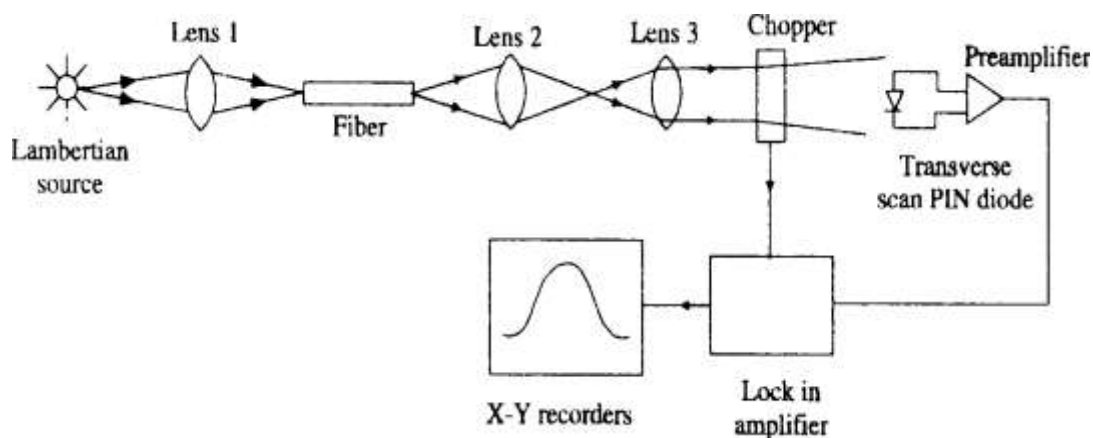 Lens 1
Lens 2
Lens 3
Chopper
Preamplifier
Fiber
Lambertian
source
Transverse
scan PIN diode
X-Y recorders
Lock in
amplifier